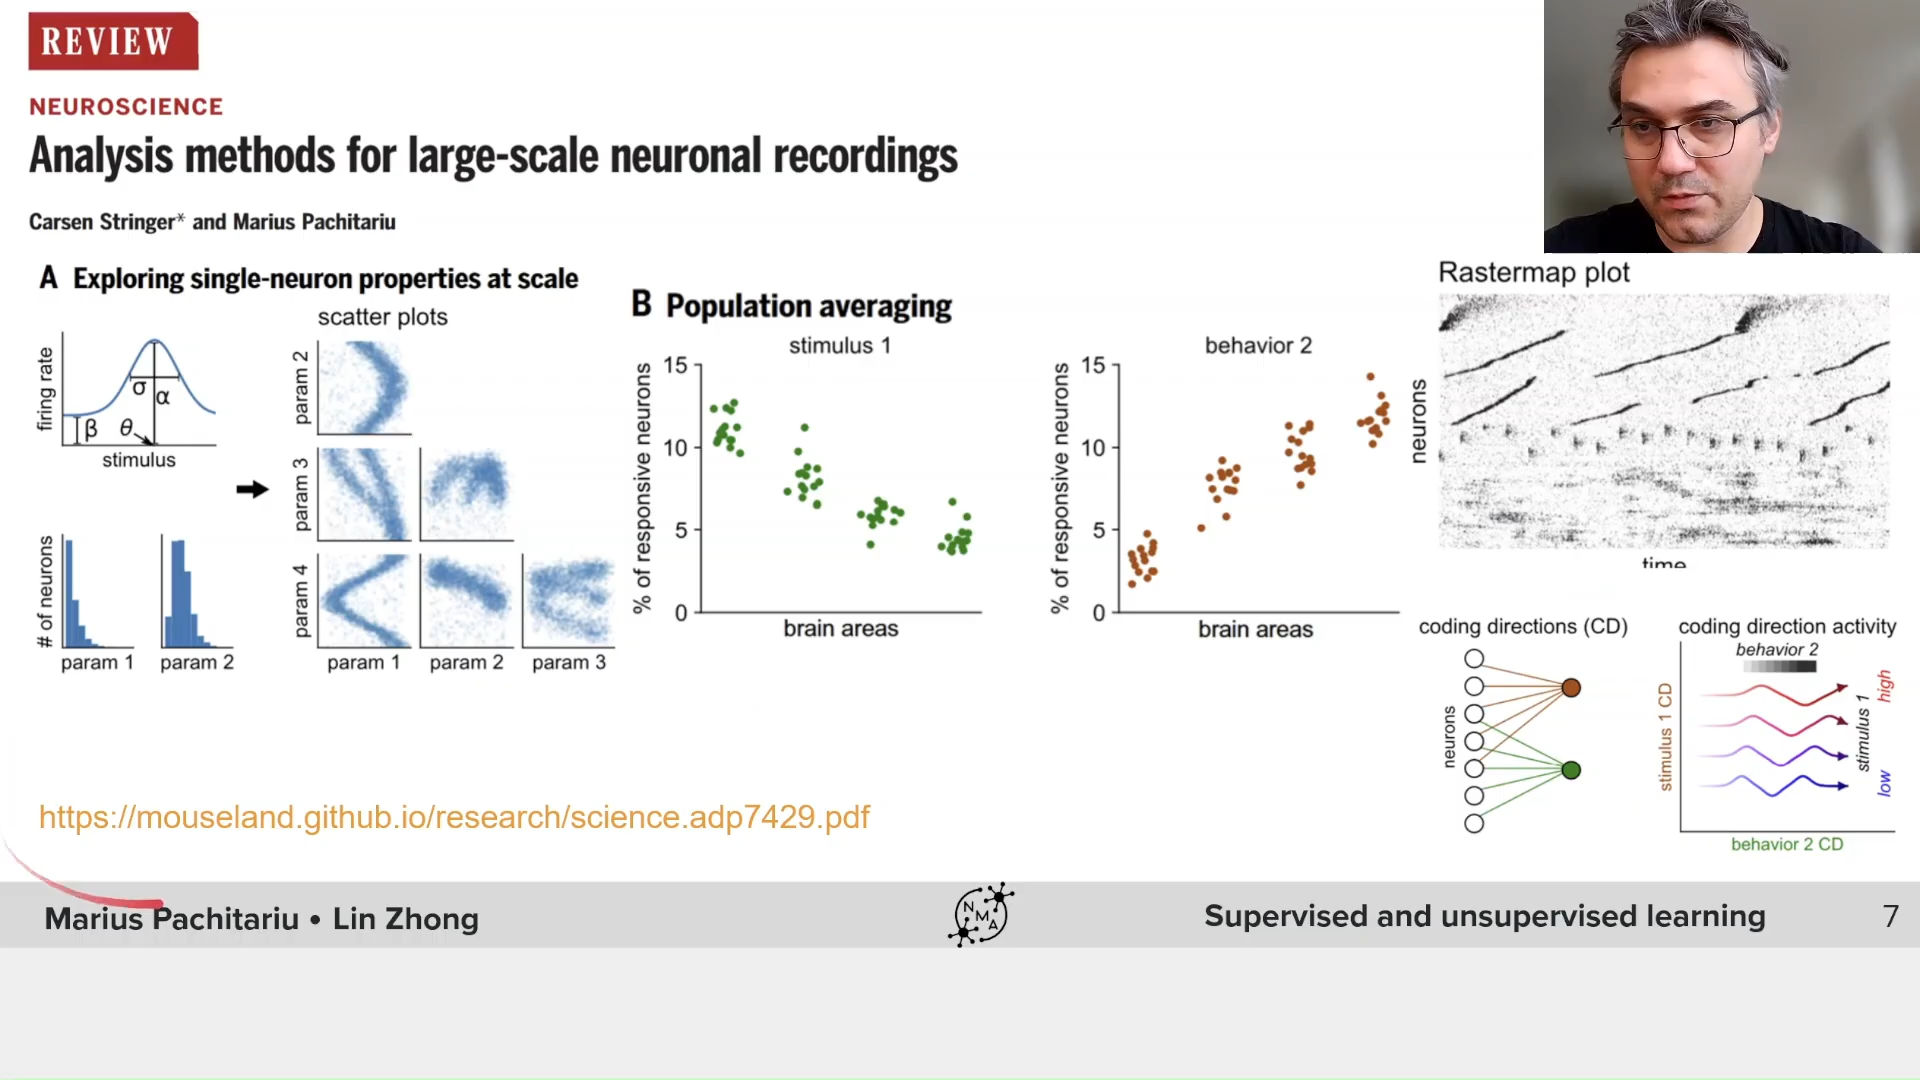 REVIEW
NEUROSCIENCE
Analysis methods for large-scale neuronal recordings
Carsen Stringer* and Marius Pachitariu
A Exploring single-neuron properties at scale
scatter plots
firing rate
σ
α
β
θ
stimulus
# of neurons
param 1
param 2
param 2
param 3
param 4
param 1
param 2
param 3
B Population averaging
stimulus 1
% of responsive neurons
15
10
5
0
brain areas
behavior 2
% of responsive neurons
15
10
5
0
brain areas
Rastermap plot
neurons
time
coding directions (CD)
neurons
coding direction activity
behavior 2
stimulus 1 CD
stimulus 1
high
low
behavior 2 CD
https://mouseland.github.io/research/science.adp7429.pdf
Marius Pachitariu • Lin Zhong
N
M
A
Supervised and unsupervised learning
7